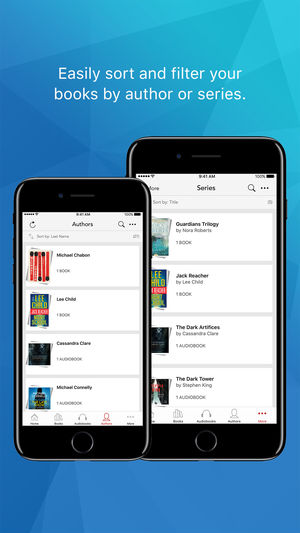 Easily sort and filter your
books by author or series.
9:41 AM
Authors
Sort by: Last Name
Michael Chabon
1 BOOK
LEE
CHILD
Lee Child
1 BOOK
Cassandra Clare
1 AUDIOBOOK
Michael Connelly
1 AUDIOBOOK
Home
Books
Audiobooks
Authors
More
9:41 AM
More
Series
Sort by: Title
Guardians Trilogy
by Nora Roberts
1 BOOK
LEE
CHILD
Jack Reacher
by Lee Child
1 BOOK
The Dark Artifices
by Cassandra Clare
1 AUDIOBOOK
The Dark Tower
by Stephen King
1 AUDIOBOOK
Books
Audiobooks
Authors
More